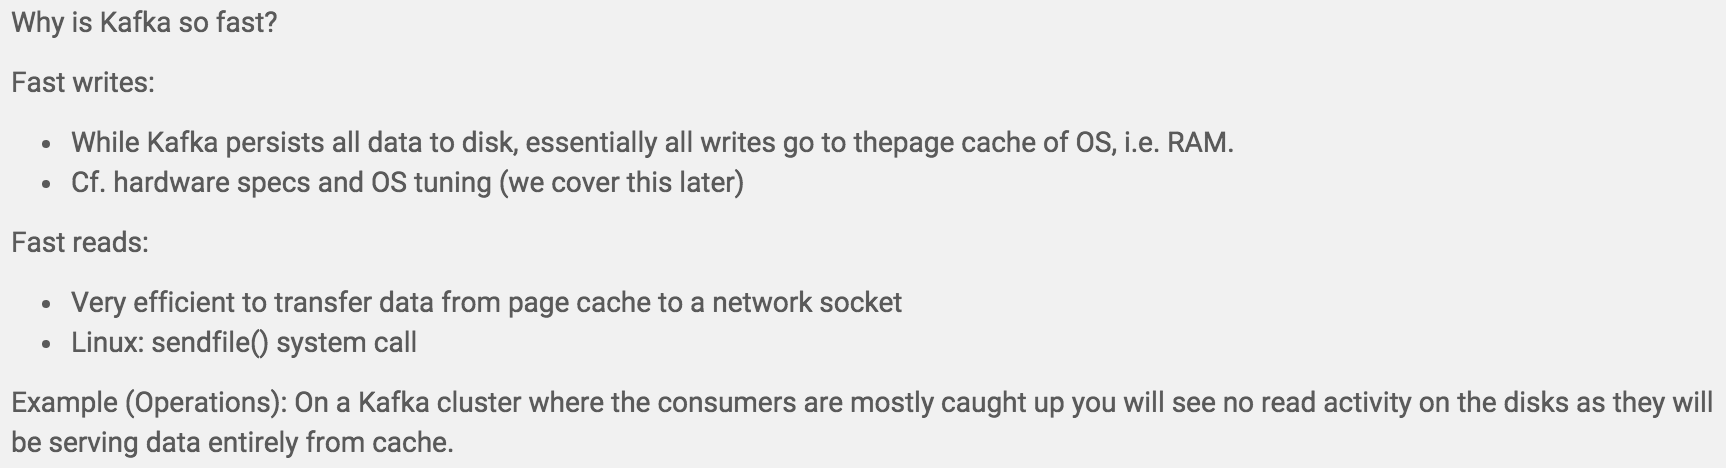 Why is Kafka so fast?
Fast writes:
• While Kafka persists all data to disk, essentially all writes go to thepage cache of OS, i.e. RAM.
• Cf. hardware specs and OS tuning (we cover this later)
Fast reads:
• Very efficient to transfer data from page cache to a network socket
• Linux: sendfile() system call
Example (Operations): On a Kafka cluster where the consumers are mostly caught up you will see no read activity on the disks as they will
be serving data entirely from cache.